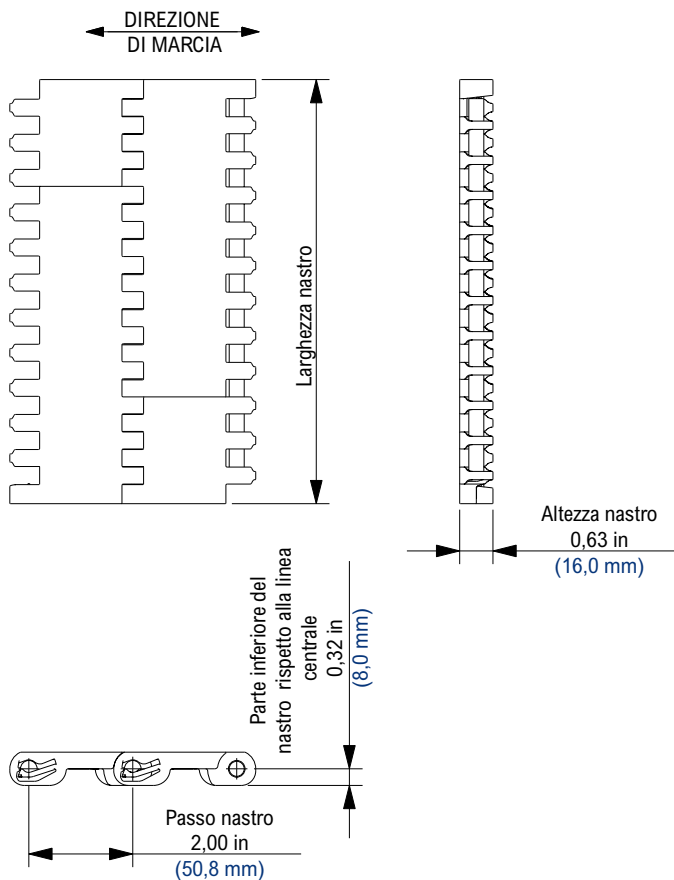 DIREZIONE
DI MARCIA
Larghezza nastro
Altezza nastro
0,63 in
(16,0 mm)
Parte inferiore del
nastro rispetto alla linea
centrale
0,32 in
(8,0 mm)
Passo nastro
2,00 in
(50,8 mm)